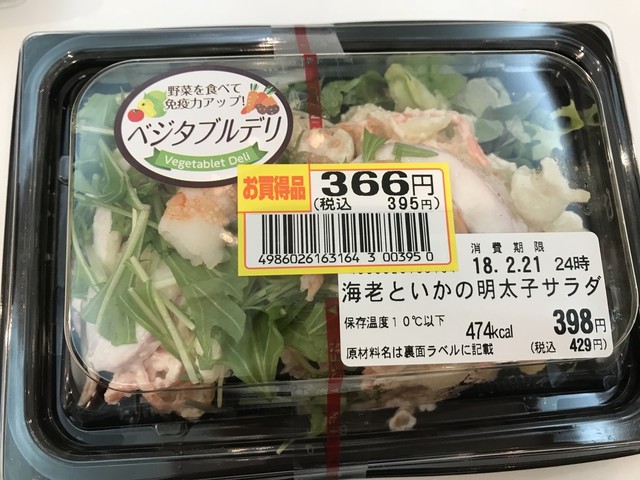 野菜を食べて
免疫力アップ!
ベジタブルデリ
Vegetablet Deli
お買得品
366円
(税込 395円)
4986026163164 3 00395 0
消費期限
18.2.21 24時
海老といかの明太子サラダ
保存温度10℃以下
474kcal
398円
原材料名は裏面ラベルに記載
(税込 429円)